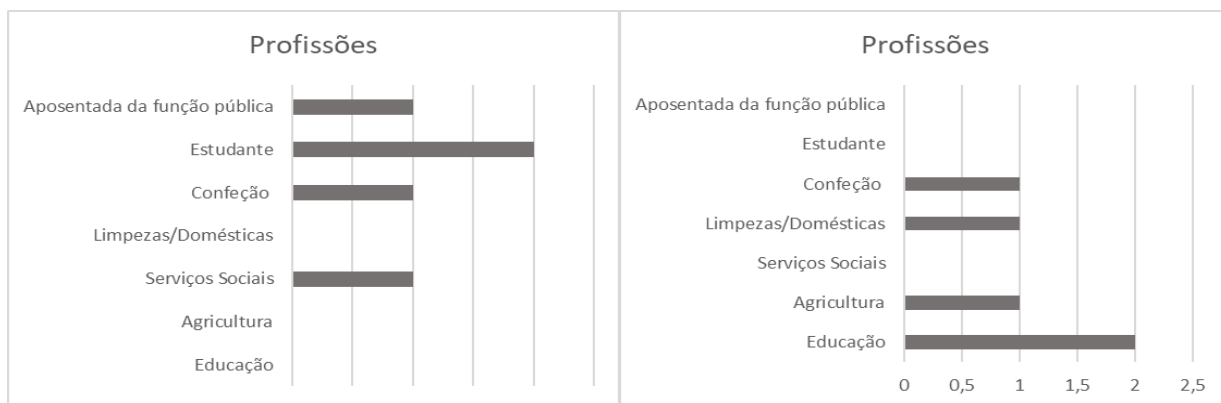 Profissões
Aposentada da função pública
Estudante
Confeção
Limpezas/Domésticas
Serviços Sociais
Agricultura
Educação
Profissões
Aposentada da função pública
Estudante
Confeção
Limpezas/Domésticas
Serviços Sociais
Agricultura
Educação
0 0,5 1 1,5 2 2,5